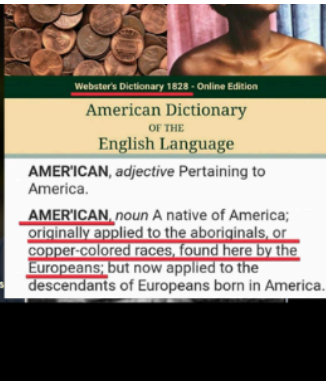 Webster's Dictionary 1828 - Online Edition
American Dictionary
OF THE
English Language
AMER'ICAN, adjective Pertaining to
America.
AMER'ICAN, noun A native of America;
originally applied to the aboriginals, or
copper-colored races, found here by the
Europeans; but now applied to the
descendants of Europeans born in America.